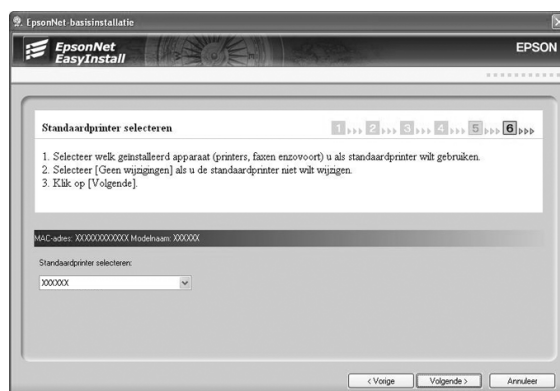 EpsonNet-basisinstallatie
EpsonNet
EasyInstall
EPSON
Standaardprinter selecteren
1 2 3 4 5 6
1. Selecteer welk geïnstalleerd apparaat (printers, faxen enzovoort) u als standaardprinter wilt gebruiken.
2. Selecteer [Geen wijzigingen] als u de standaardprinter niet wilt wijzigen.
3. Klik op [Volgende].
MAC-adres: XXXXXXXXXXXX Modelnaam: XXXXXX
Standaardprinter selecteren:
XXXXXX
< Vorige
Volgende >
Annuleer